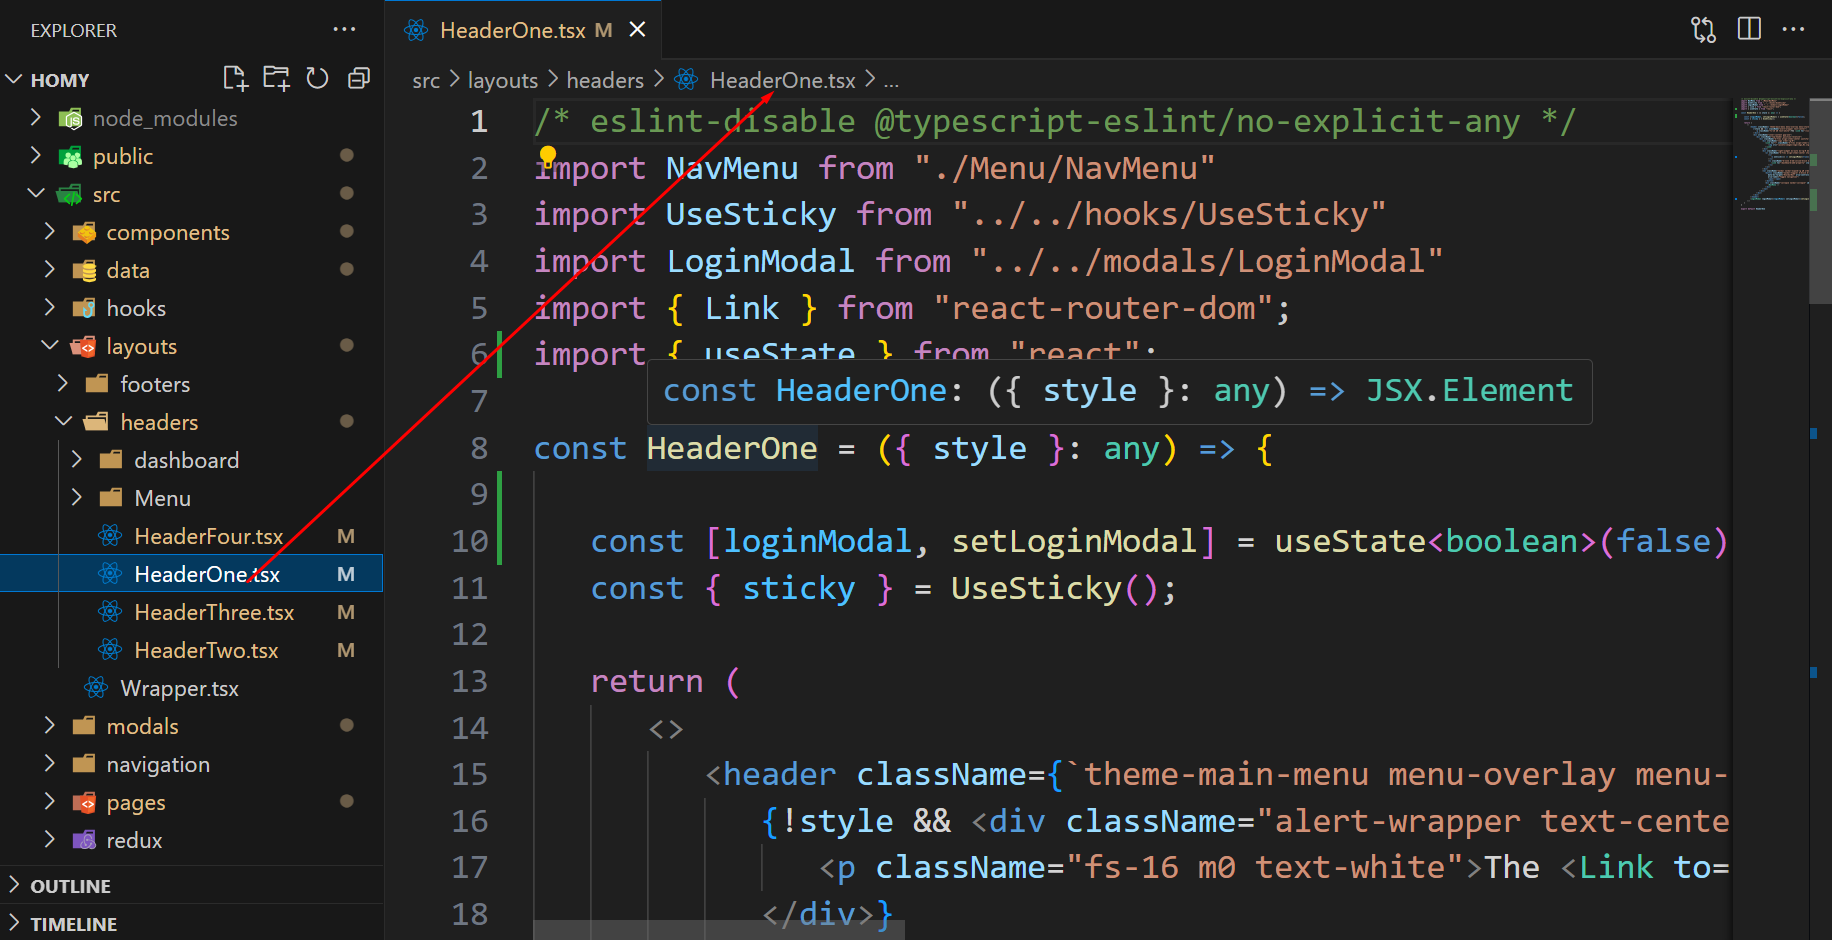 EXPLORER
HOMY
node_modules
public
src
components
data
hooks
layouts
footers
headers
dashboard
Menu
HeaderFour.tsx M
HeaderOne.tsx M
HeaderThree.tsx M
HeaderTwo.tsx M
Wrapper.tsx
modals
navigation
pages
redux
OUTLINE
TIMELINE
HeaderOne.tsx M
src > layouts > headers > HeaderOne.tsx > ...
1 /* eslint-disable @typescript-eslint/no-explicit-any */
2 import NavMenu from "./Menu/NavMenu"
3 import UseSticky from "../../hooks/UseSticky"
4 import LoginModal from "../../modals/LoginModal"
5 import { Link } from "react-router-dom";
6 import { useState } from "react";
7
const HeaderOne: ({ style }: any) => JSX.Element
8 const HeaderOne = ({ style }: any) => {
9
10 const [loginModal, setLoginModal] = useState<boolean>(false)
11 const { sticky } = UseSticky();
12
13 return (
14 <>
15 <header className={`theme-main-menu menu-overlay menu-
16 {!style && <div className="alert-wrapper text-cente
17 <p className="fs-16 m0 text-white">The <Link to=
18 </div>}